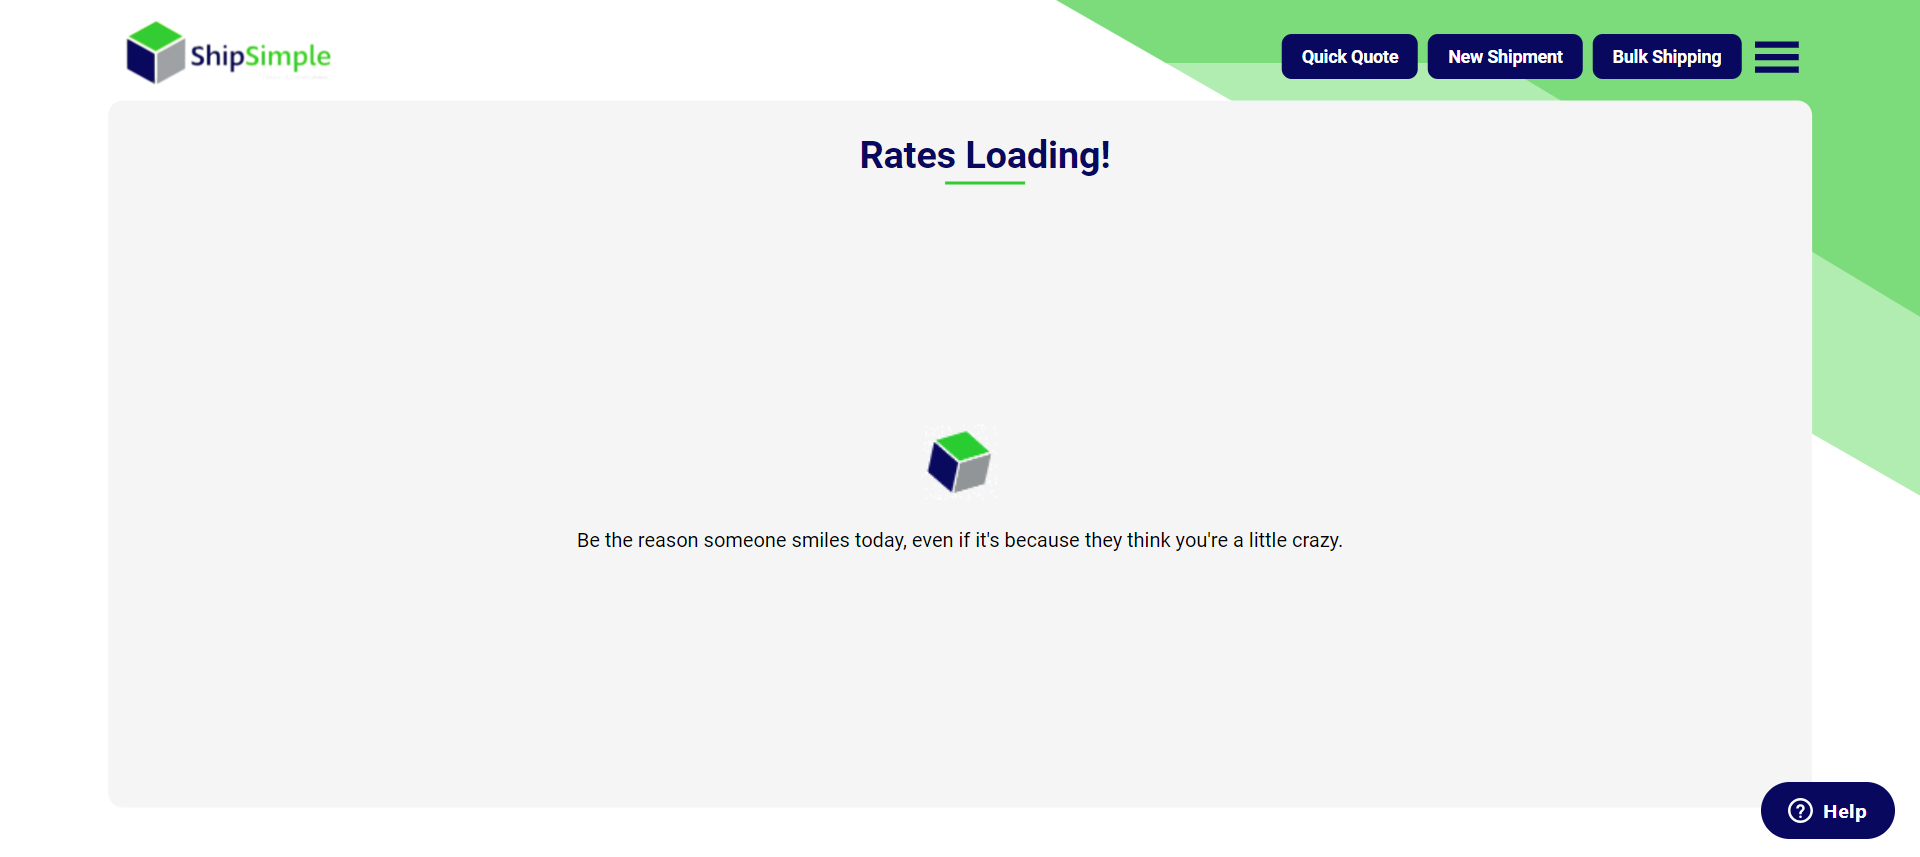 ShipSimple
Quick Quote
New Shipment
Bulk Shipping
Rates Loading!
Be the reason someone smiles today, even if it's because they think you're a little crazy.
Help